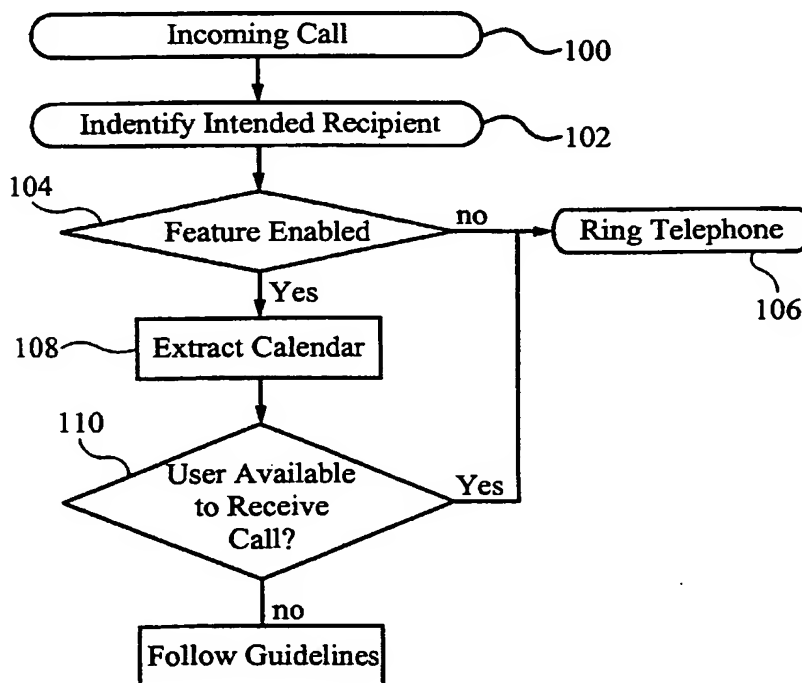 Incoming Call
100
Indentify Intended Recipient
102
104
Feature Enabled
no
Ring Telephone
106
Yes
108
Extract Calendar
110
User Available
to Receive
Call?
Yes
no
Follow Guidelines